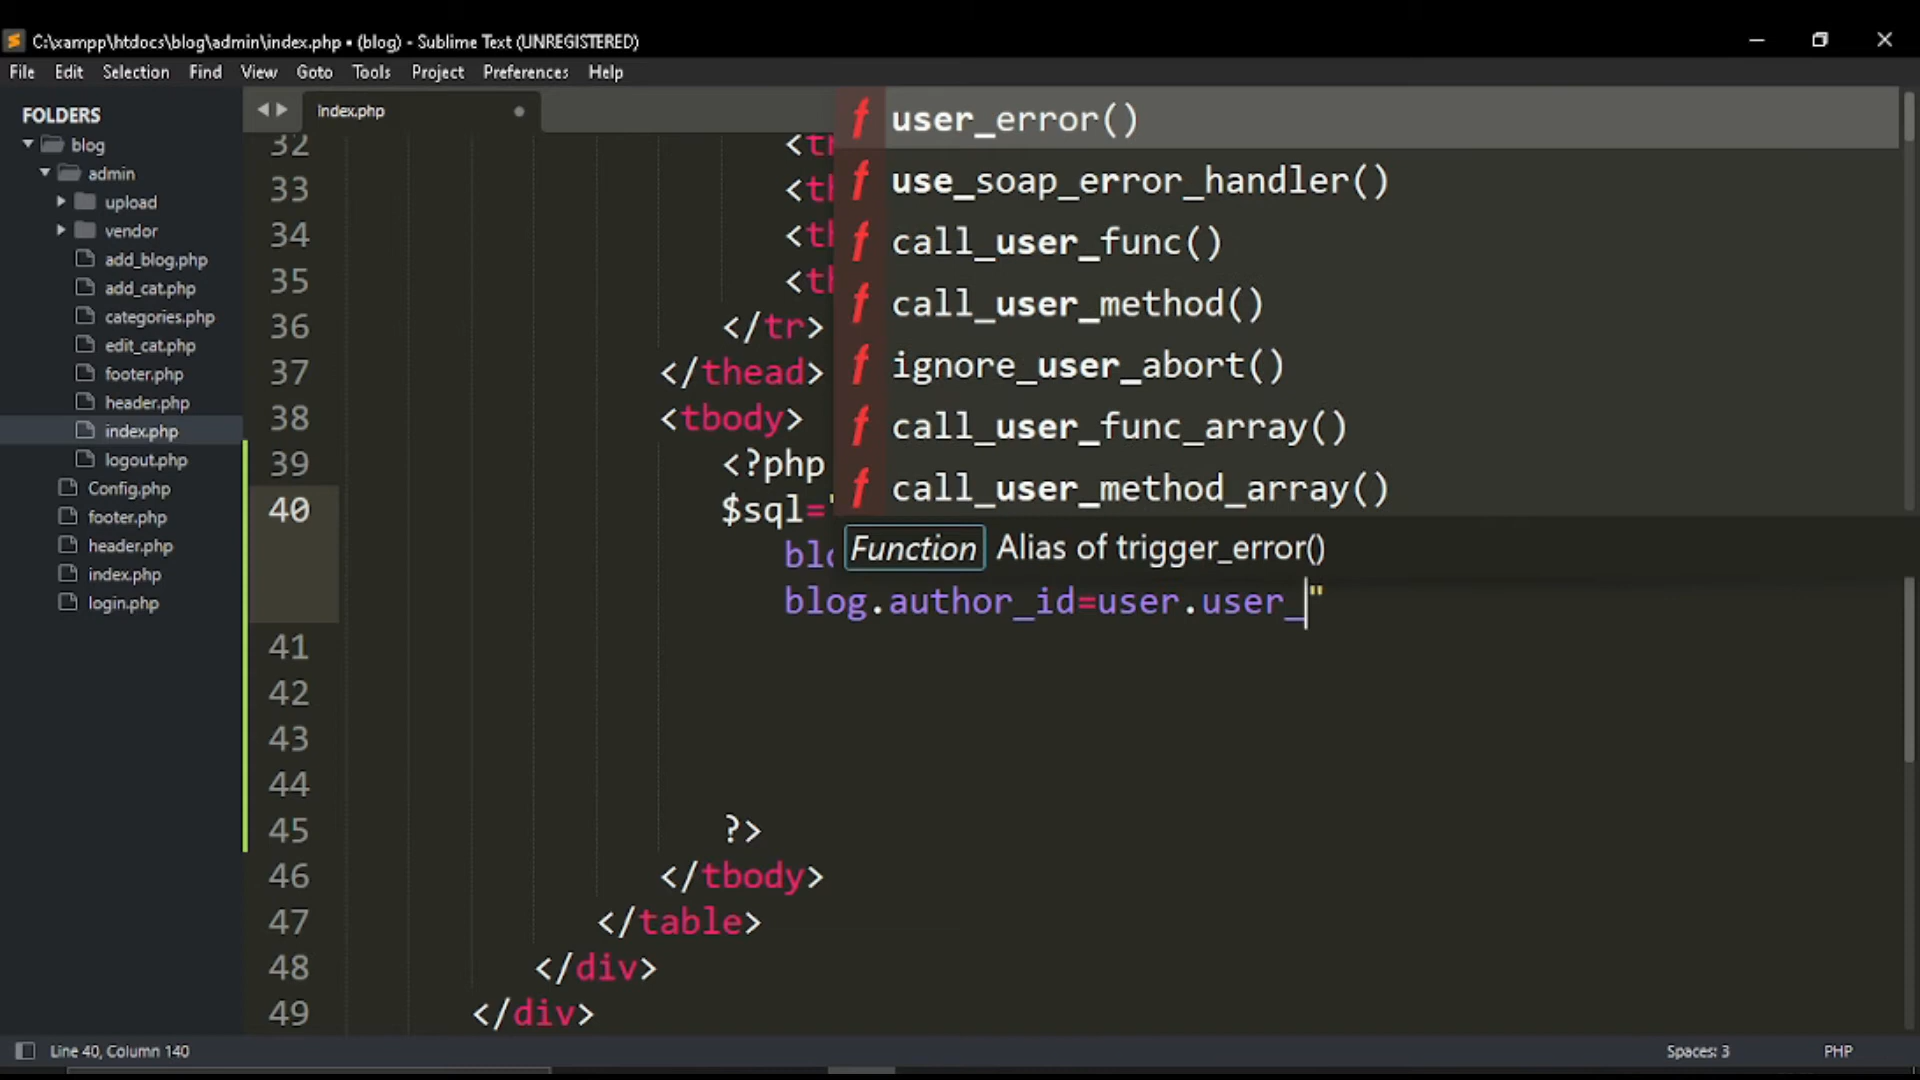 C:\xampp\htdocs\blog\admin\index.php • (blog) - Sublime Text (UNREGISTERED)
File Edit Selection Find View Goto Tools Project Preferences Help
FOLDERS
blog
admin
upload
vendor
add_blog.php
add_cat.php
categories.php
edit_cat.php
footer.php
header.php
index.php
logout.php
Config.php
footer.php
header.php
index.php
login.php
index.php
32 <tr
33 <th
34 <th
35 <th
36 </tr>
37 </thead>
38 <tbody>
39 <?php
40 $sql="
blo
blog.author_id=user.user_"
41
42
43
44
45 ?>
46 </tbody>
47 </table>
48 </div>
49 </div>
f user_error()
f use_soap_error_handler()
f call_user_func()
f call_user_method()
f ignore_user_abort()
f call_user_func_array()
f call_user_method_array()
Function Alias of trigger_error()
Line 40, Column 140
Spaces: 3
PHP